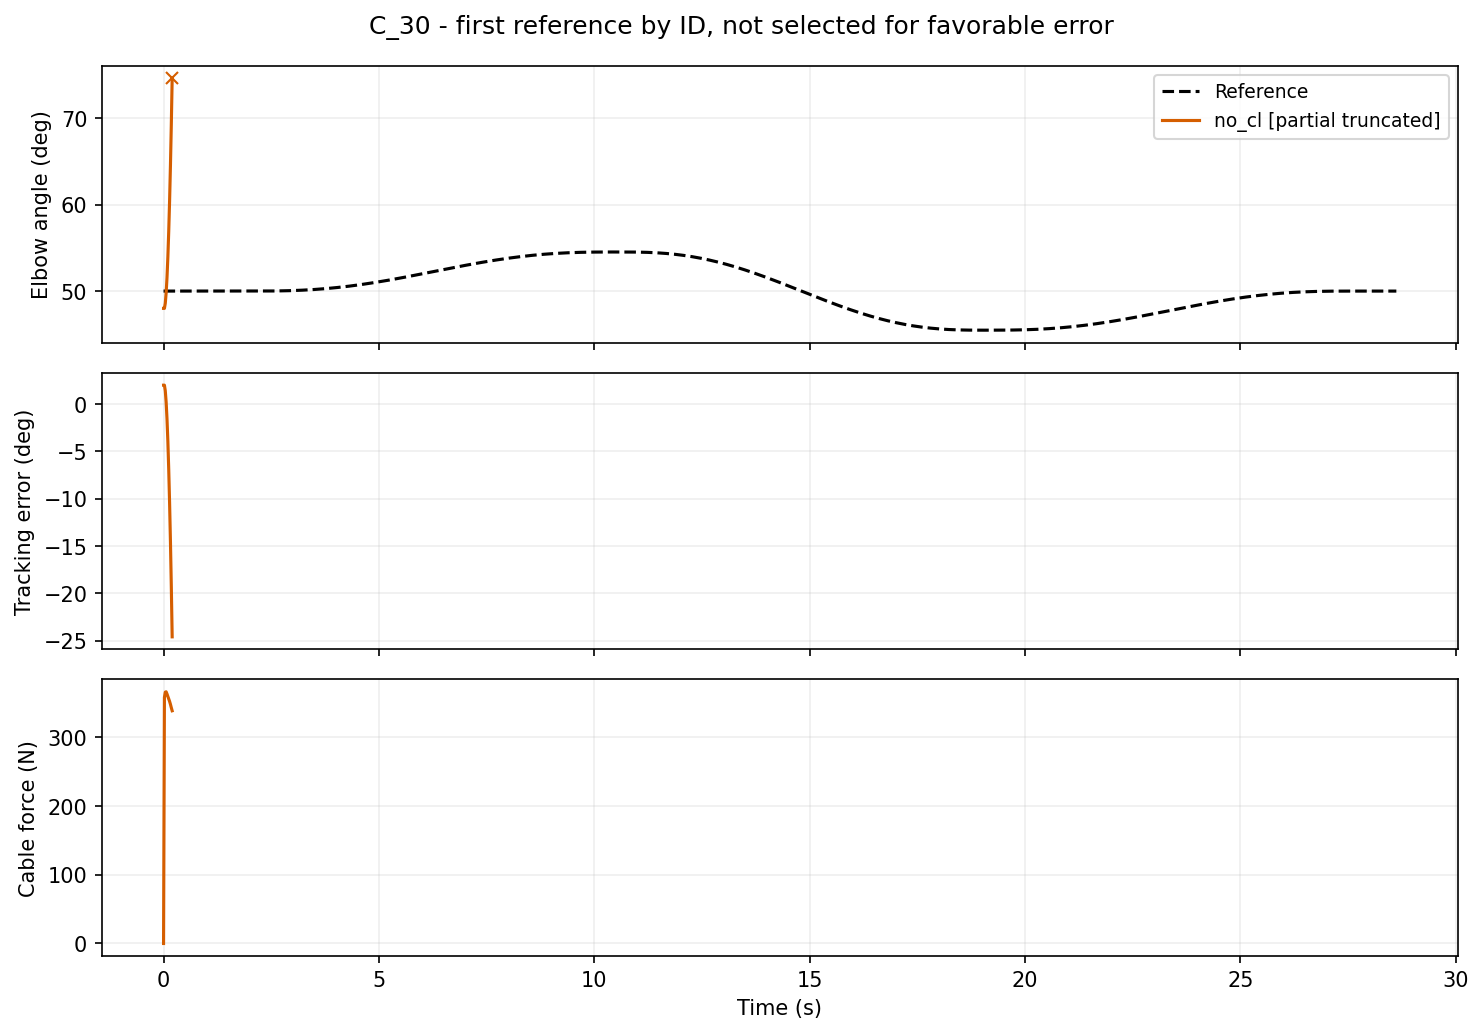 C_30 - first reference by ID, not selected for favorable error
Elbow angle (deg)
70
60
50
Reference
no_cl [partial truncated]
Tracking error (deg)
0
−5
−10
−15
−20
−25
Cable force (N)
300
200
100
0
0 5 10 15 20 25 30
Time (s)